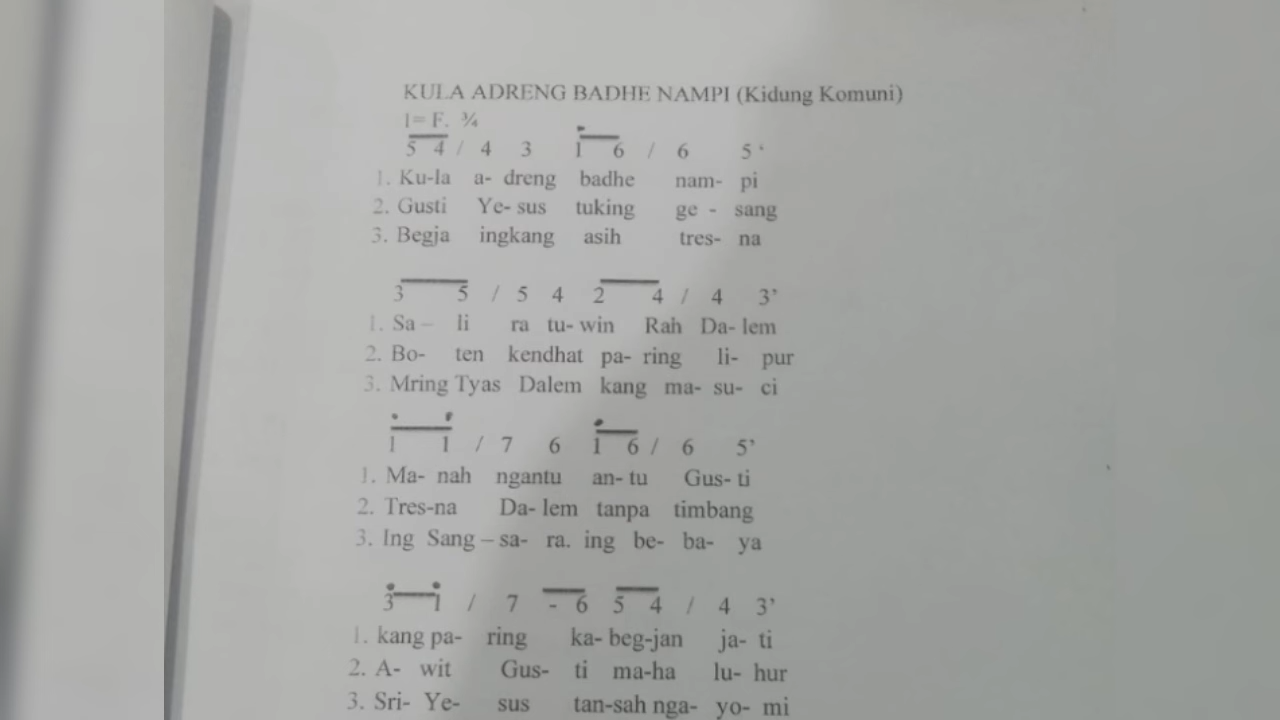 KULA ADRENG BADHE NAMPI (Kidung Komuni)
1= F. ¾
5 4 / 4 3 1 6 / 6 5 ‘
1. Ku-la a- dreng badhe nam- pi
2. Gusti Ye- sus tuking ge - sang
3. Begja ingkang asih tres- na
3 5 / 5 4 2 4 / 4 3’
1. Sa – li ra tu- win Rah Da- lem
2. Bo- ten kendhat pa- ring li- pur
3. Mring Tyas Dalem kang ma- su- ci
1 1 / 7 6 1 6 / 6 5’
1. Ma- nah ngantu an- tu Gus- ti
2. Tres-na Da- lem tanpa timbang
3. Ing Sang – sa- ra. ing be- ba- ya
3 1 / 7 - 6 5 4 / 4 3’
1. kang pa- ring ka- beg-jan ja- ti
2. A- wit Gus- ti ma-ha lu- hur
3. Sri- Ye- sus tan-sah nga- yo- mi